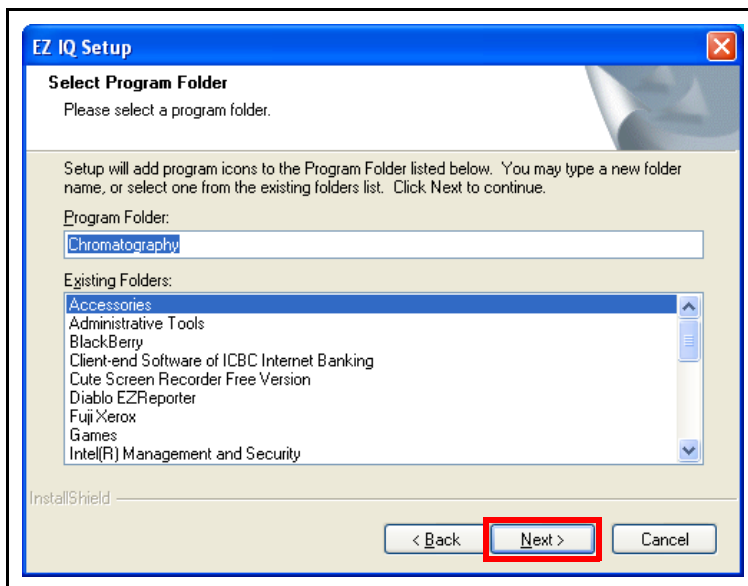 EZ IQ Setup
Select Program Folder
Please select a program folder.
Setup will add program icons to the Program Folder listed below. You may type a new folder
name, or select one from the existing folders list. Click Next to continue.
Program Folder:
Chromatography
Existing Folders:
Accessories
Administrative Tools
BlackBerry
Client-end Software of ICBC Internet Banking
Cute Screen Recorder Free Version
Diablo EZReporter
Fuji Xerox
Games
Intel(R) Management and Security
InstallShield
< Back
Next >
Cancel